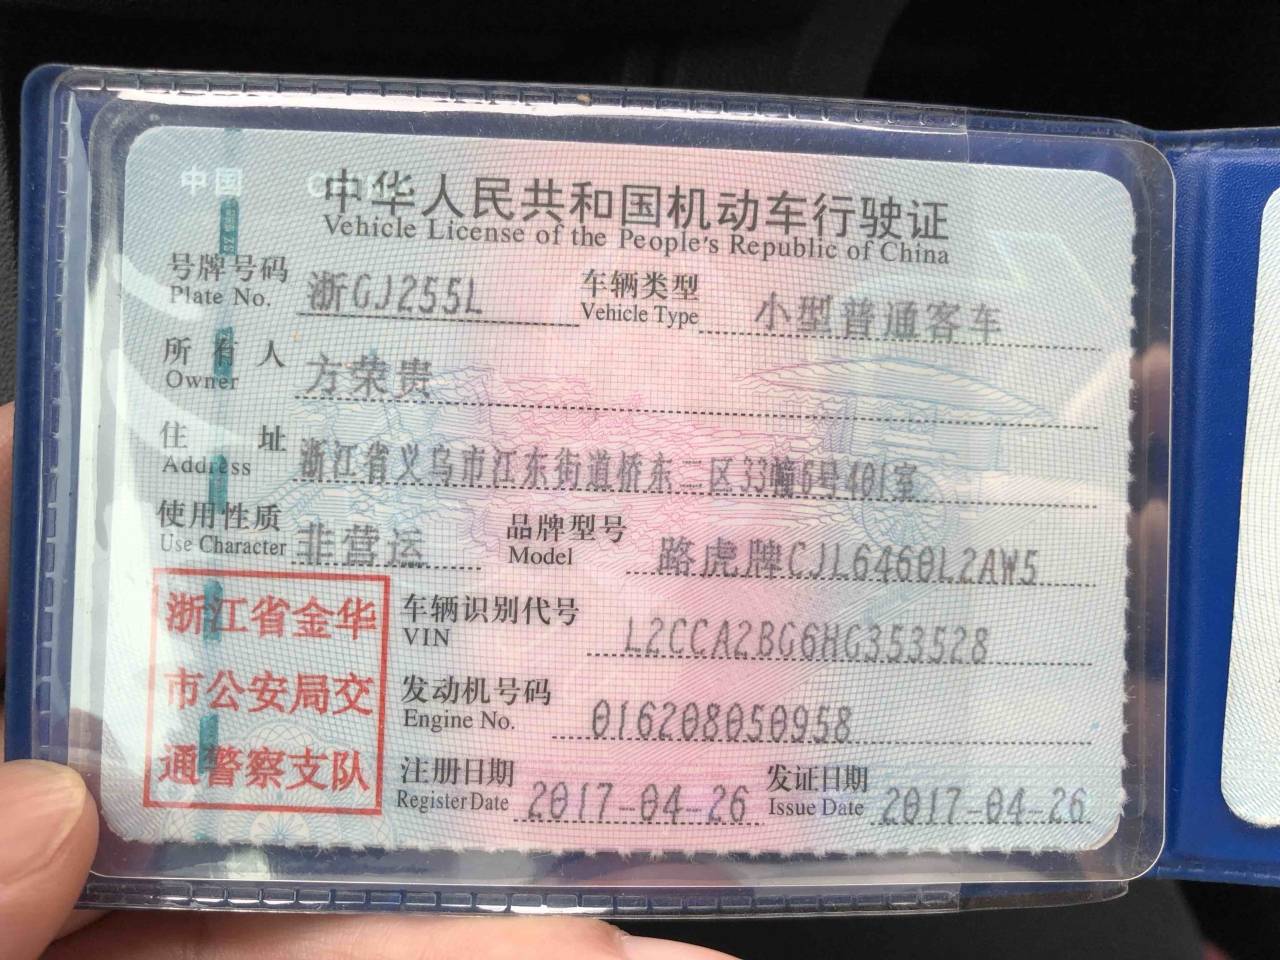 中国
中华人民共和国机动车行驶证
Vehicle License of the People's Republic of China
号牌号码 浙GJ255L 车辆类型 小型普通客车
Plate No. Vehicle Type
所有人 方荣贵
Owner
住址 浙江省义乌市江东街道桥东二区33幢6号401室
Address
使用性质 非营运 品牌型号 路虎牌CJL6460L2AW5
Use Character Model
浙江省金华
市公安局交
通警察支队
车辆识别代号 L2CCA2BG6HG353528
VIN
发动机号码 016208050958
Engine No.
注册日期 2017-04-26 发证日期 2017-04-26
Register Date Issue Date